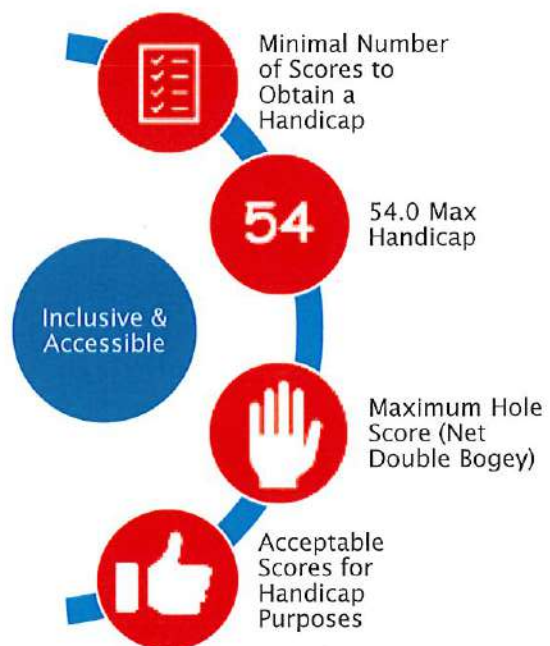 Minimal Number
of Scores to
Obtain a
Handicap
54
54.0 Max
Handicap
Inclusive &
Accessible
Maximum Hole
Score (Net
Double Bogey)
Acceptable
Scores for
Handicap
Purposes